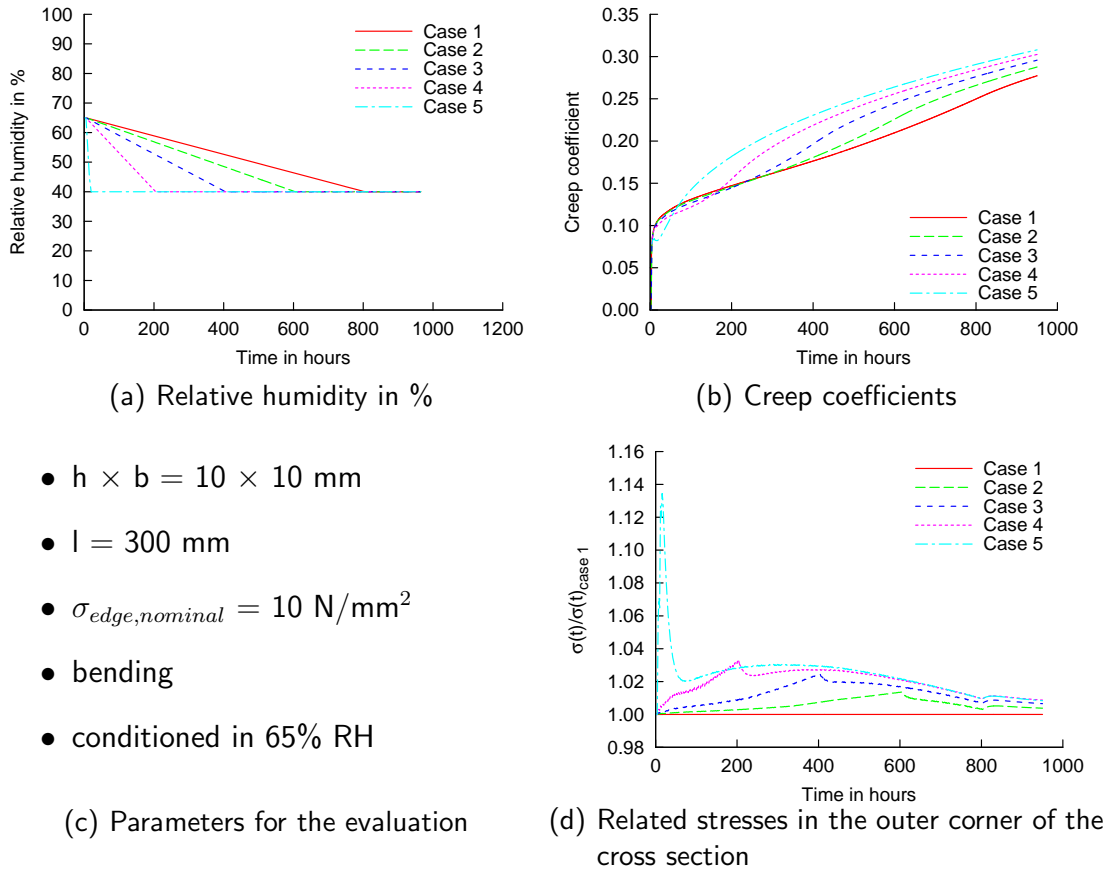 100
90
80
70
60
50
40
30
20
10
0
0 200 400 600 800 1000 1200
Relative humidity in %
Time in hours
Case 1
Case 2
Case 3
Case 4
Case 5
(a) Relative humidity in %
0.35
0.30
0.25
0.20
0.15
0.10
0.05
0.00
0 200 400 600 800 1000
Creep coefficient
Time in hours
Case 1
Case 2
Case 3
Case 4
Case 5
(b) Creep coefficients
• h × b = 10 × 10 mm
• l = 300 mm
• σedge,nominal = 10 N/mm²
• bending
• conditioned in 65% RH
(c) Parameters for the evaluation
1.16
1.14
1.12
1.10
1.08
1.06
1.04
1.02
1.00
0.98
0 200 400 600 800 1000
σ(t)/σ(t)case 1
Time in hours
Case 1
Case 2
Case 3
Case 4
Case 5
(d) Related stresses in the outer corner of the
cross section